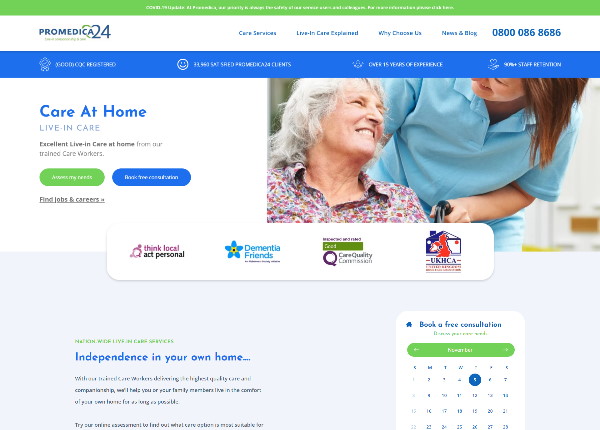 COVID-19 Update: At Promedica, our priority is always the safety of our service users and colleagues. For more information please click here.
PROMEDICA24
Care Services
Live-In Care Explained
Why Choose Us
News & Blog
0800 086 8686
(GOOD) CQC REGISTERED
33,960 SATISFIED PROMEDICA24 CLIENTS
OVER 15 YEARS OF EXPERIENCE
90%+ STAFF RETENTION
Care At Home
LIVE-IN CARE
Excellent Live-in Care at home from our
trained Care Workers.
Assess my needs
Book free consultation
Find jobs & careers »
think local
act personal
Dementia
Friends
Inspected and rated
Good
CareQuality
Commission
UKHCA
NATION-WIDE LIVE-IN CARE SERVICES
Independence in your own home....
With our trained Care Workers delivering the highest quality care and
companionship, we'll help you or your family members live in the comfort
of your own home for as long as possible.
Try our online assessment to find out what care option is most suitable for
Book a free consultation
Discuss your care needs
November
S M T W T F S
1 2 3 4 5 6 7
8 9 10 11 12 13 14
15 16 17 18 19 20 21
22 23 24 25 26 27 28